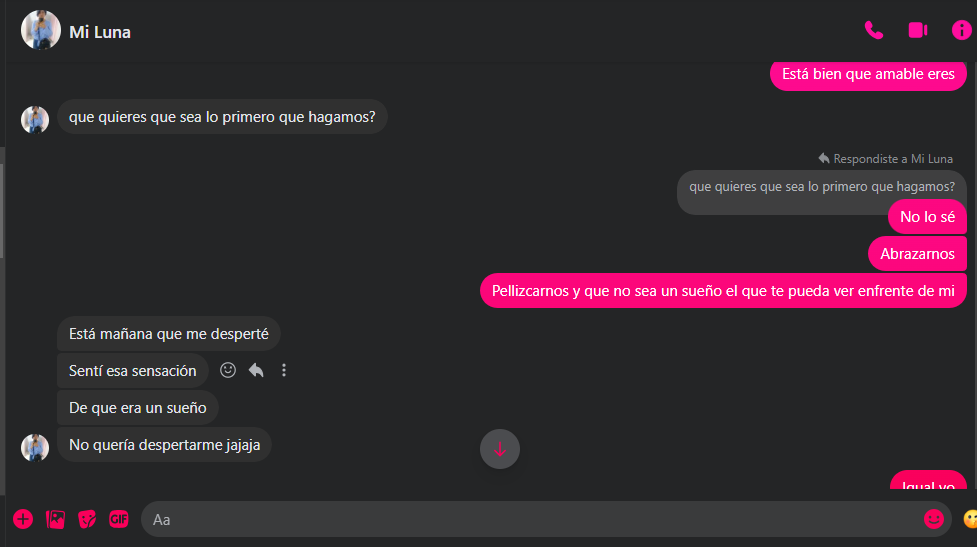 Mi Luna
Está bien que amable eres
que quieres que sea lo primero que hagamos?
Respondiste a Mi Luna
que quieres que sea lo primero que hagamos?
No lo sé
Abrazarnos
Pellizcarnos y que no sea un sueño el que te pueda ver enfrente de mi
Está mañana que me desperté
Sentí esa sensación
De que era un sueño
No quería despertarme jajaja
Igual yo
GIF
Aa